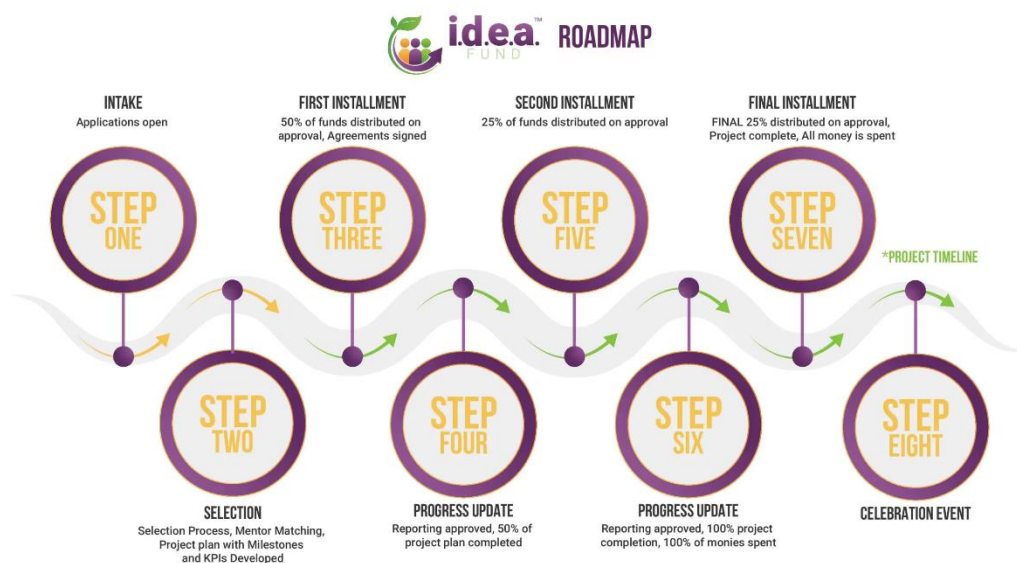 i.d.e.a.™ ROADMAP
FUND
INTAKE
Applications open
STEP
ONE
SELECTION
Selection Process, Mentor Matching,
Project plan with Milestones
and KPIs Developed
STEP
TWO
FIRST INSTALLMENT
50% of funds distributed on
approval, Agreements signed
STEP
THREE
STEP
FOUR
PROGRESS UPDATE
Reporting approved, 50% of
project plan completed
SECOND INSTALLMENT
25% of funds distributed on approval
STEP
FIVE
STEP
SIX
PROGRESS UPDATE
Reporting approved, 100% project
completion, 100% of monies spent
FINAL INSTALLMENT
FINAL 25% distributed on approval,
Project complete, All money is spent
STEP
SEVEN
*PROJECT TIMELINE
STEP
EIGHT
CELEBRATION EVENT